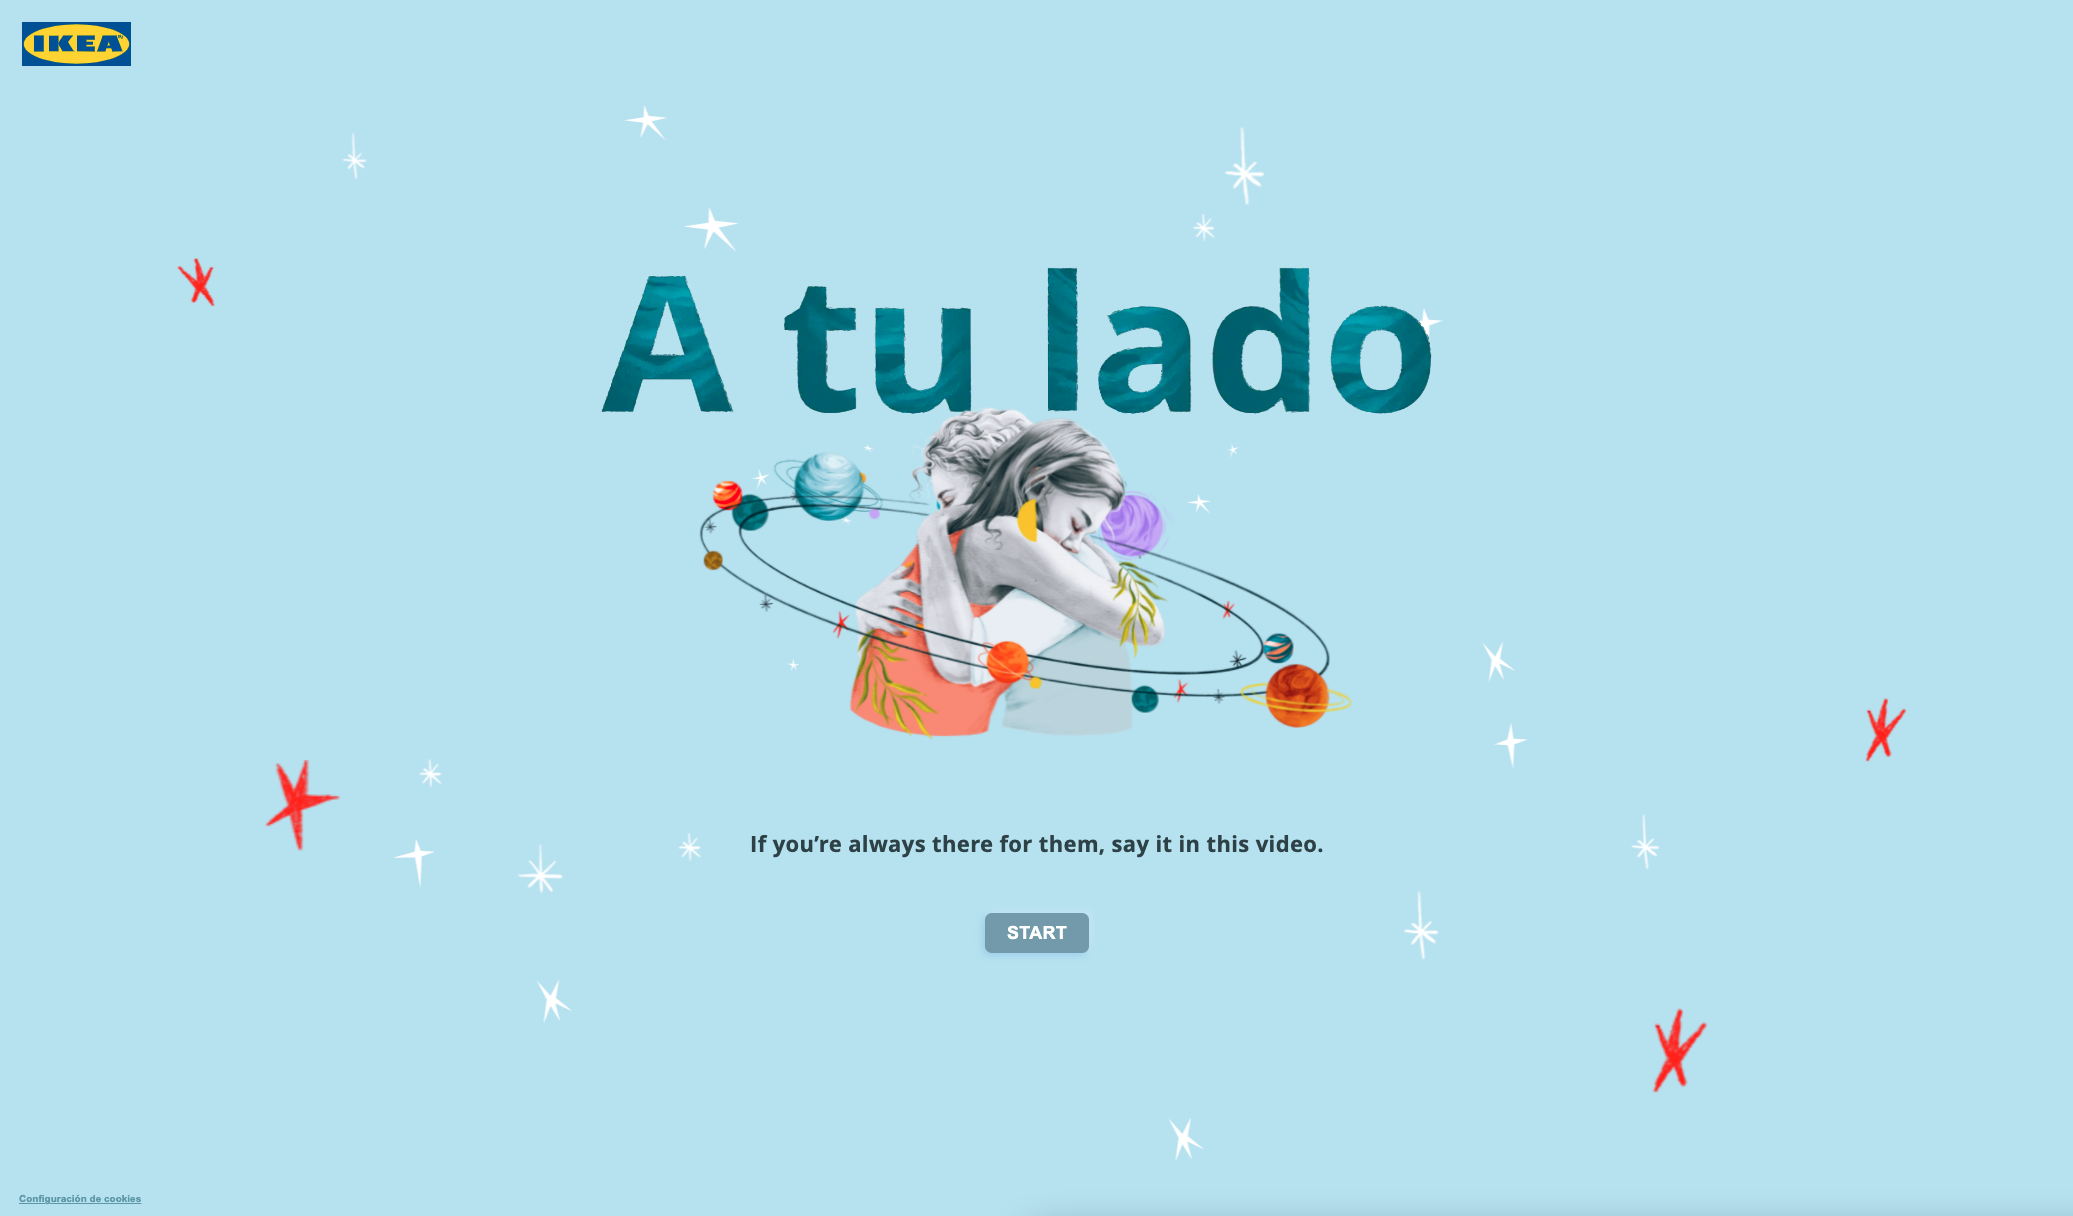 IKEA
A tu lado
If you’re always there for them, say it in this video.
START
Configuración de cookies